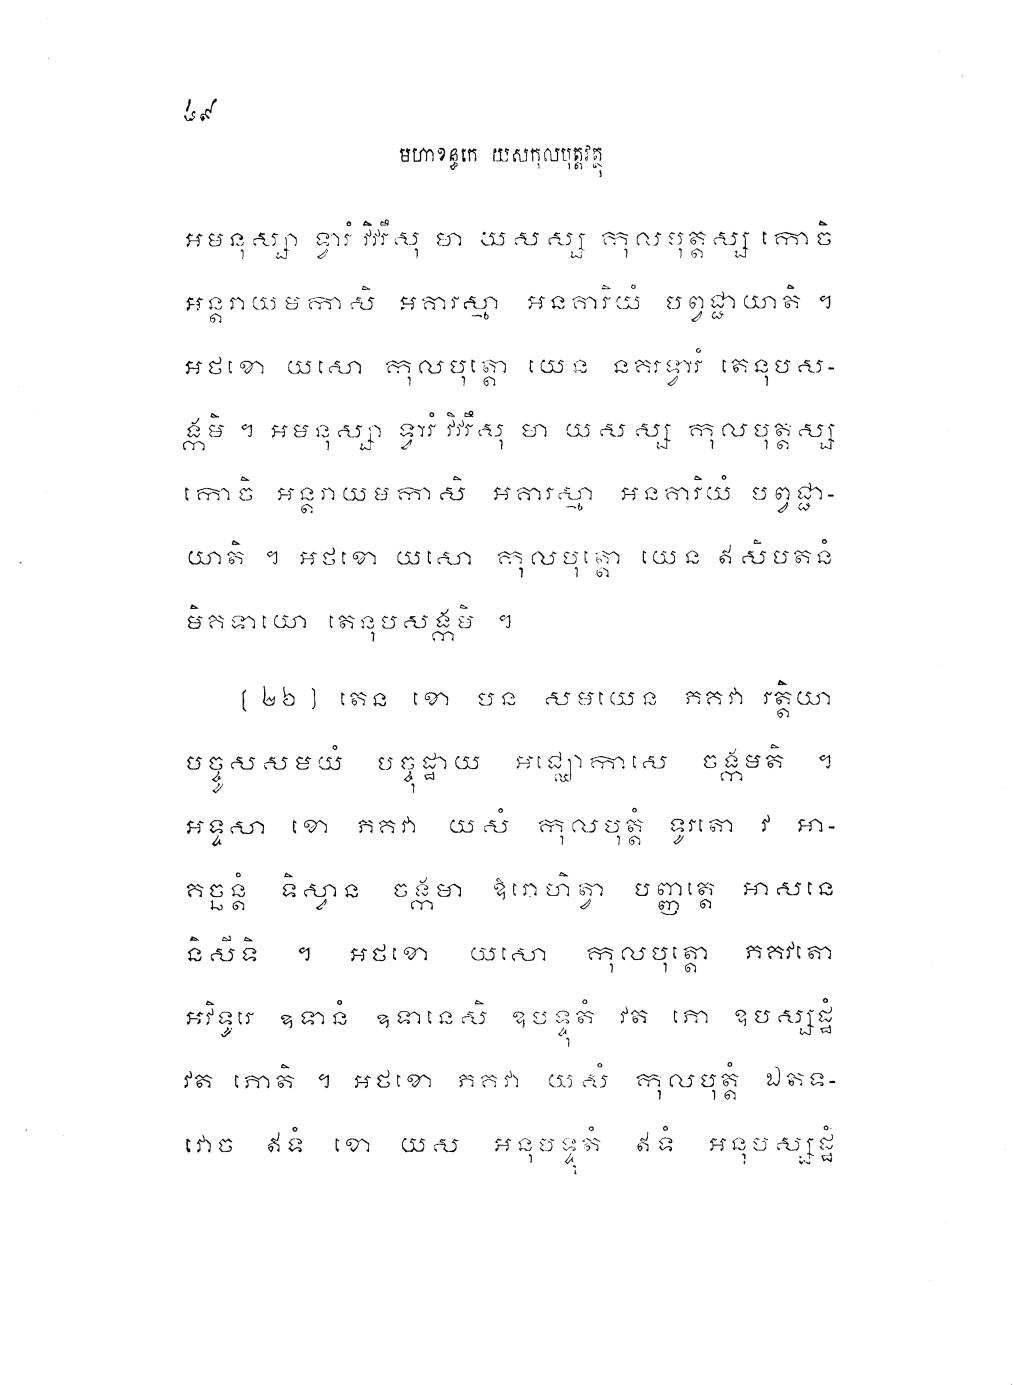 ៤៩
មហាខន្ធកេ យសកុលបុត្តវត្ថុ
អមនុស្សា ទ្វារំ វិវរឹសុ មា យសស្ស កុលបុត្តស្ស កោចិ
អន្តរាយមកាសិ អគារស្មា អនគារិយំ បព្វជ្ជាយាតិ ។
អថខោ យសោ កុលបុត្តោ យេន នគរទ្វារំ តេនុបស-
ង្កមិ ។ អមនុស្សា ទ្វារំ វិវរឹសុ មា យសស្ស កុលបុត្តស្ស
កោចិ អន្តរាយមកាសិ អគារស្មា អនគារិយំ បព្វជ្ជា-
យាតិ ។ អថខោ យសោ កុលបុត្តោ យេន ឥសិបតនំ
មិគទាយោ តេនុបសង្កមិ ។
[ ២៦ ] តេន ខោ បន សមយេន ភគវា រត្តិយា
បច្ចូសសមយំ បច្ចុដ្ឋាយ អជ្ឈោកាសេ ចង្កមតិ ។
អទ្ទសា ខោ ភគវា យសំ កុលបុត្តំ ទូរតោ វ អា-
គច្ឆន្តំ ទិស្វាន ចង្កមា ឱរោហិត្វា បញ្ញត្តេ អាសនេ
និសីទិ ។ អថខោ យសោ កុលបុត្តោ ភគវតោ
អវិទូរេ ឧទានំ ឧទានេសិ ឧបទ្ទុតំ វត ភោ ឧបស្សដ្ឋំ
វត ភោតិ ។ អថខោ ភគវា យសំ កុលបុត្តំ ឯតទ-
វោច ឥទំ ខោ យស អនុបទ្ទុតំ ឥទំ អនុបស្សដ្ឋំ